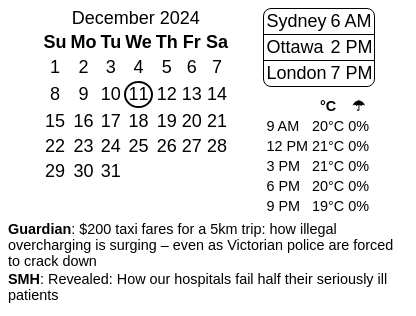 December 2024
Su Mo Tu We Th Fr Sa
1 2 3 4 5 6 7
8 9 10 11 12 13 14
15 16 17 18 19 20 21
22 23 24 25 26 27 28
29 30 31
Sydney 6 AM
Ottawa 2 PM
London 7 PM
°C ☂
9 AM 20°C 0%
12 PM 21°C 0%
3 PM 21°C 0%
6 PM 20°C 0%
9 PM 19°C 0%
Guardian: $200 taxi fares for a 5km trip: how illegal
overcharging is surging – even as Victorian police are forced
to crack down
SMH: Revealed: How our hospitals fail half their seriously ill
patients